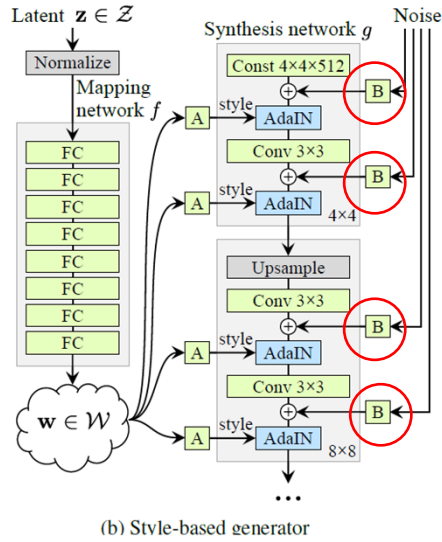 Latent z ∈ Z
Normalize
Mapping
network f
FC
FC
FC
FC
FC
FC
FC
FC
w ∈ W
A
style
A
style
A
style
A
style
Synthesis network g
Const 4×4×512
AdaIN
Conv 3×3
AdaIN
4×4
Upsample
Conv 3×3
AdaIN
Conv 3×3
AdaIN
8×8
...
Noise
B
B
B
B
(b) Style-based generator